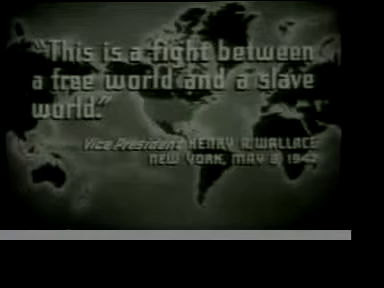 "This is a fight between
a free world and a slave
world."
Vice President HENRY A. WALLACE
NEW YORK, MAY 8, 1942